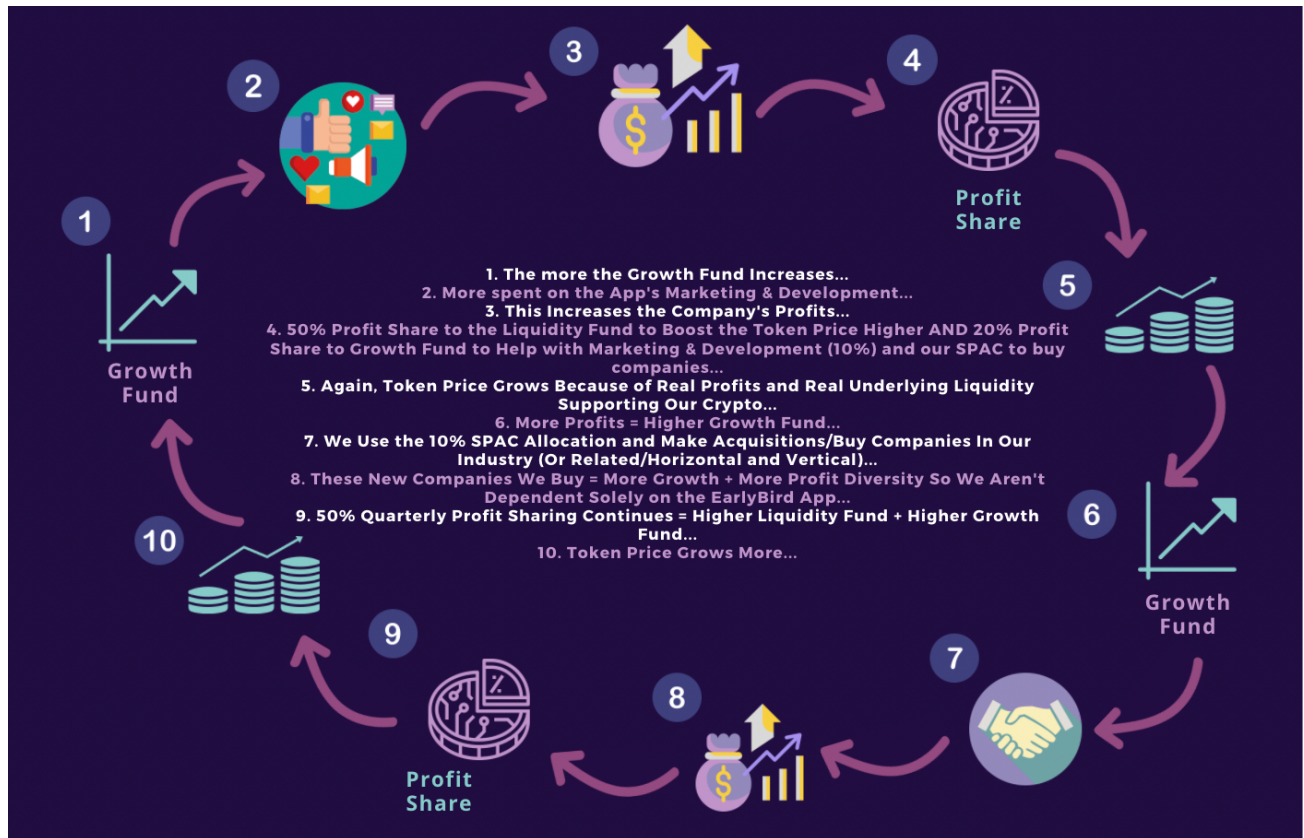 3
2
4
$
%
Profit
Share
1
1. The more the Growth Fund Increases...
2. More spent on the App's Marketing & Development...
3. This Increases the Company's Profits...
4. 50% Profit Share to the Liquidity Fund to Boost the Token Price Higher AND 20% Profit
Share to Growth Fund to Help with Marketing & Development (10%) and our SPAC to buy
companies...
5. Again, Token Price Grows Because of Real Profits and Real Underlying Liquidity
Supporting Our Crypto...
6. More Profits = Higher Growth Fund...
7. We Use the 10% SPAC Allocation and Make Acquisitions/Buy Companies In Our
Industry (Or Related/Horizontal and Vertical)...
8. These New Companies We Buy = More Growth + More Profit Diversity So We Aren't
Dependent Solely on the EarlyBird App...
9. 50% Quarterly Profit Sharing Continues = Higher Liquidity Fund + Higher Growth
Fund...
10. Token Price Grows More...
5
Growth
Fund
6
10
Growth
Fund
9
7
8
%
$
Profit
Share